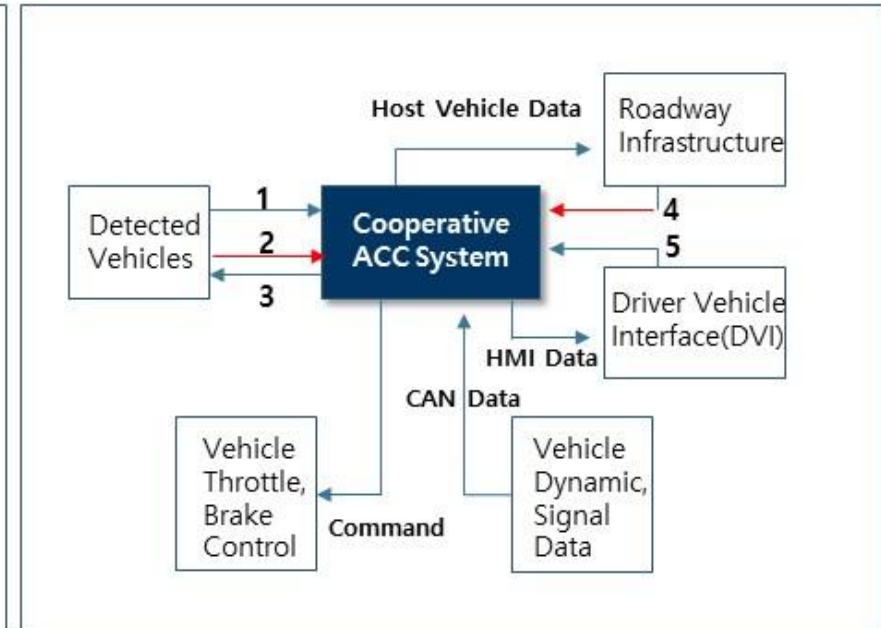 Host Vehicle Data
Roadway
Infrastructure
1
Detected
Vehicles
2
3
Cooperative
ACC System
4
5
Driver Vehicle
Interface(DVI)
HMI Data
CAN Data
Vehicle
Throttle,
Brake
Control
Command
Vehicle
Dynamic,
Signal
Data